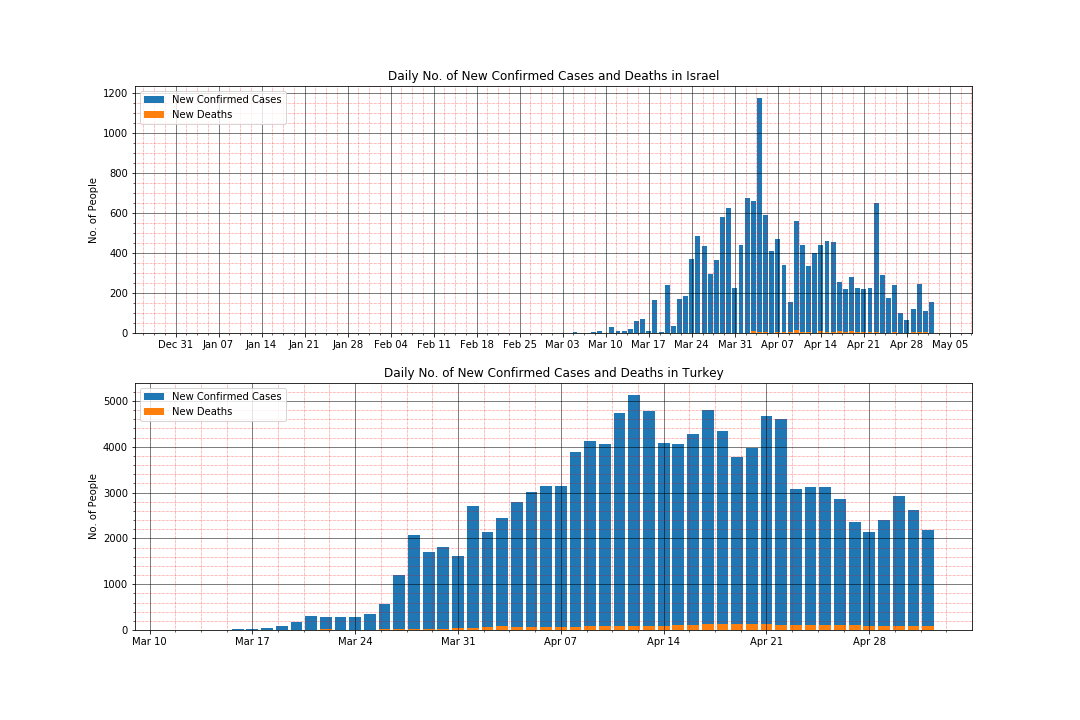 Daily No. of New Confirmed Cases and Deaths in Israel
1200
1000
800
600
400
200
0
No. of People
New Confirmed Cases
New Deaths
Dec 31 Jan 07 Jan 14 Jan 21 Jan 28 Feb 04 Feb 11 Feb 18 Feb 25 Mar 03 Mar 10 Mar 17 Mar 24 Mar 31 Apr 07 Apr 14 Apr 21 Apr 28 May 05
Daily No. of New Confirmed Cases and Deaths in Turkey
5000
4000
3000
2000
1000
0
No. of People
New Confirmed Cases
New Deaths
Mar 10 Mar 17 Mar 24 Mar 31 Apr 07 Apr 14 Apr 21 Apr 28